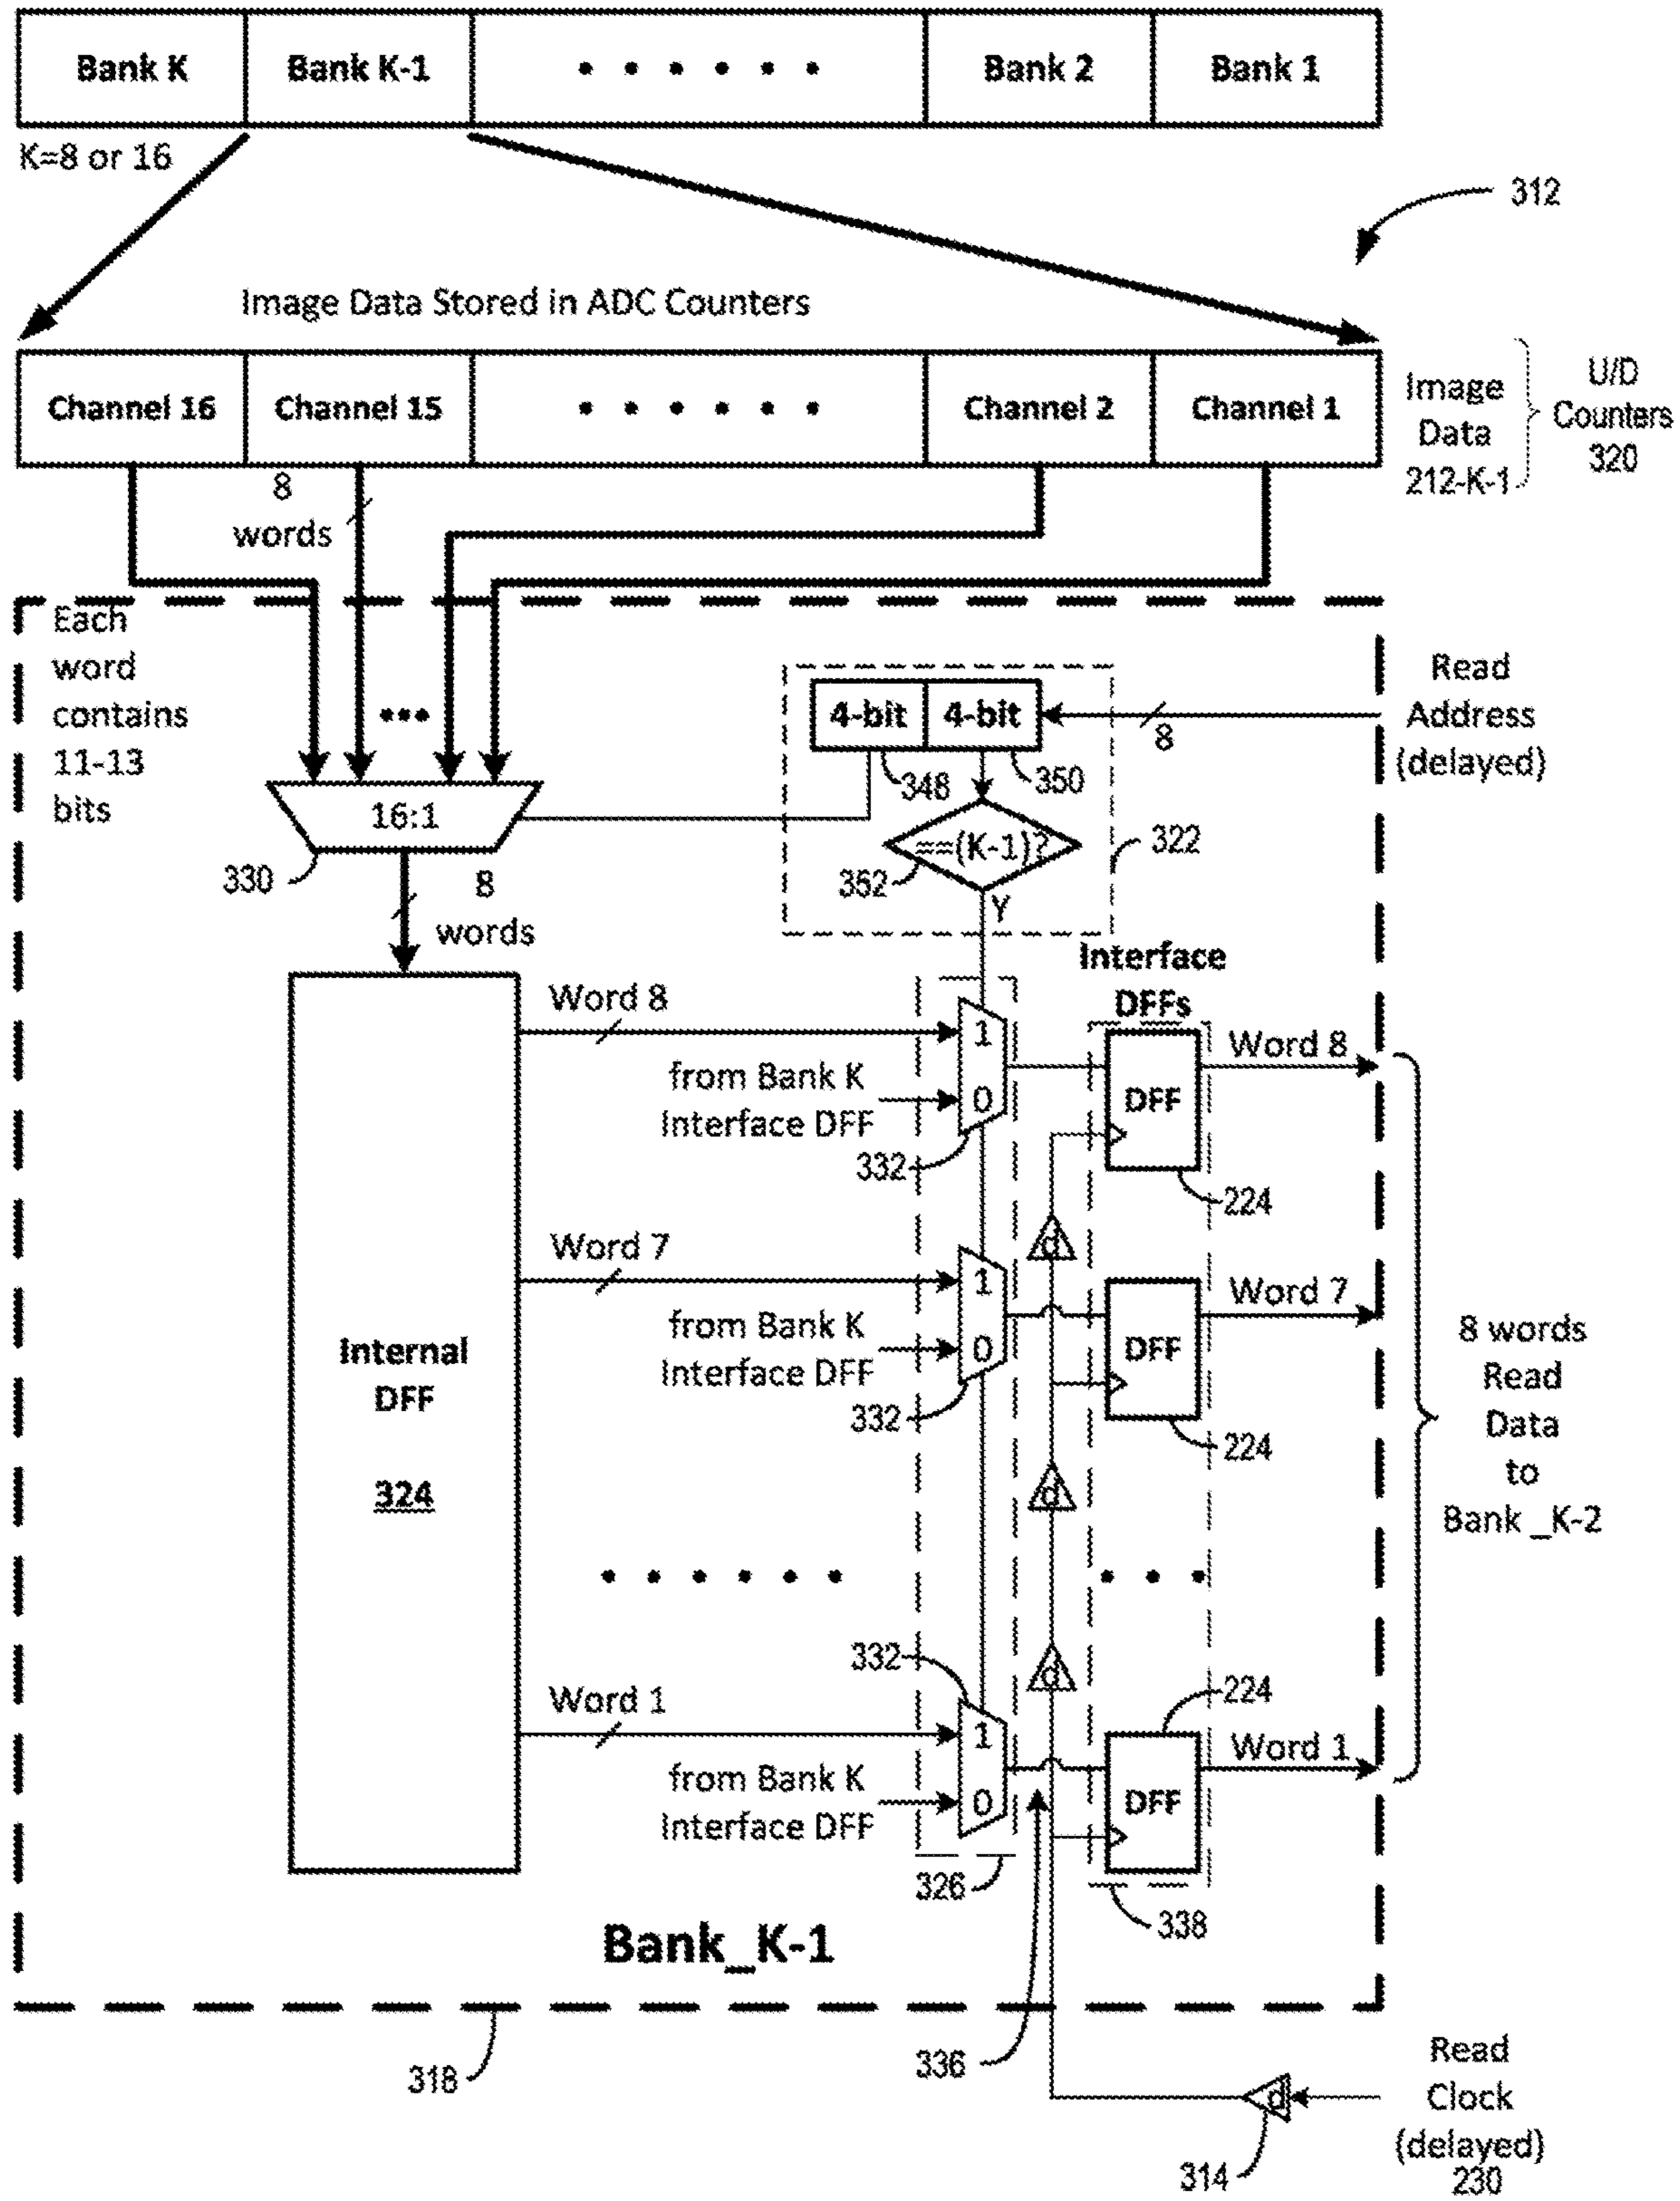 Bank K
Bank K-1
Bank 2
Bank 1
K=8 or 16
312
Image Data Stored in ADC Counters
Channel 16
Channel 15
Channel 2
Channel 1
Image
Data
212-K-1
U/D
Counters
320
8
words
Each
word
contains
11-13
bits
4-bit
4-bit
8
Read
Address
(delayed)
348
350
16:1
==(K-1)?
322
352
330
8
words
Y
Interface
DFFs
Word 8
1
Word 8
from Bank K
Interface DFF
0
DFF
332
224
Word 7
1
Word 7
d
from Bank K
Interface DFF
0
DFF
332
224
Internal
DFF
324
8 words
Read
Data
to
Bank _K-2
d
332
d
224
Word 1
1
Word 1
from Bank K
Interface DFF
0
DFF
326
338
Bank_K-1
318
336
Read
Clock
(delayed)
230
d
314